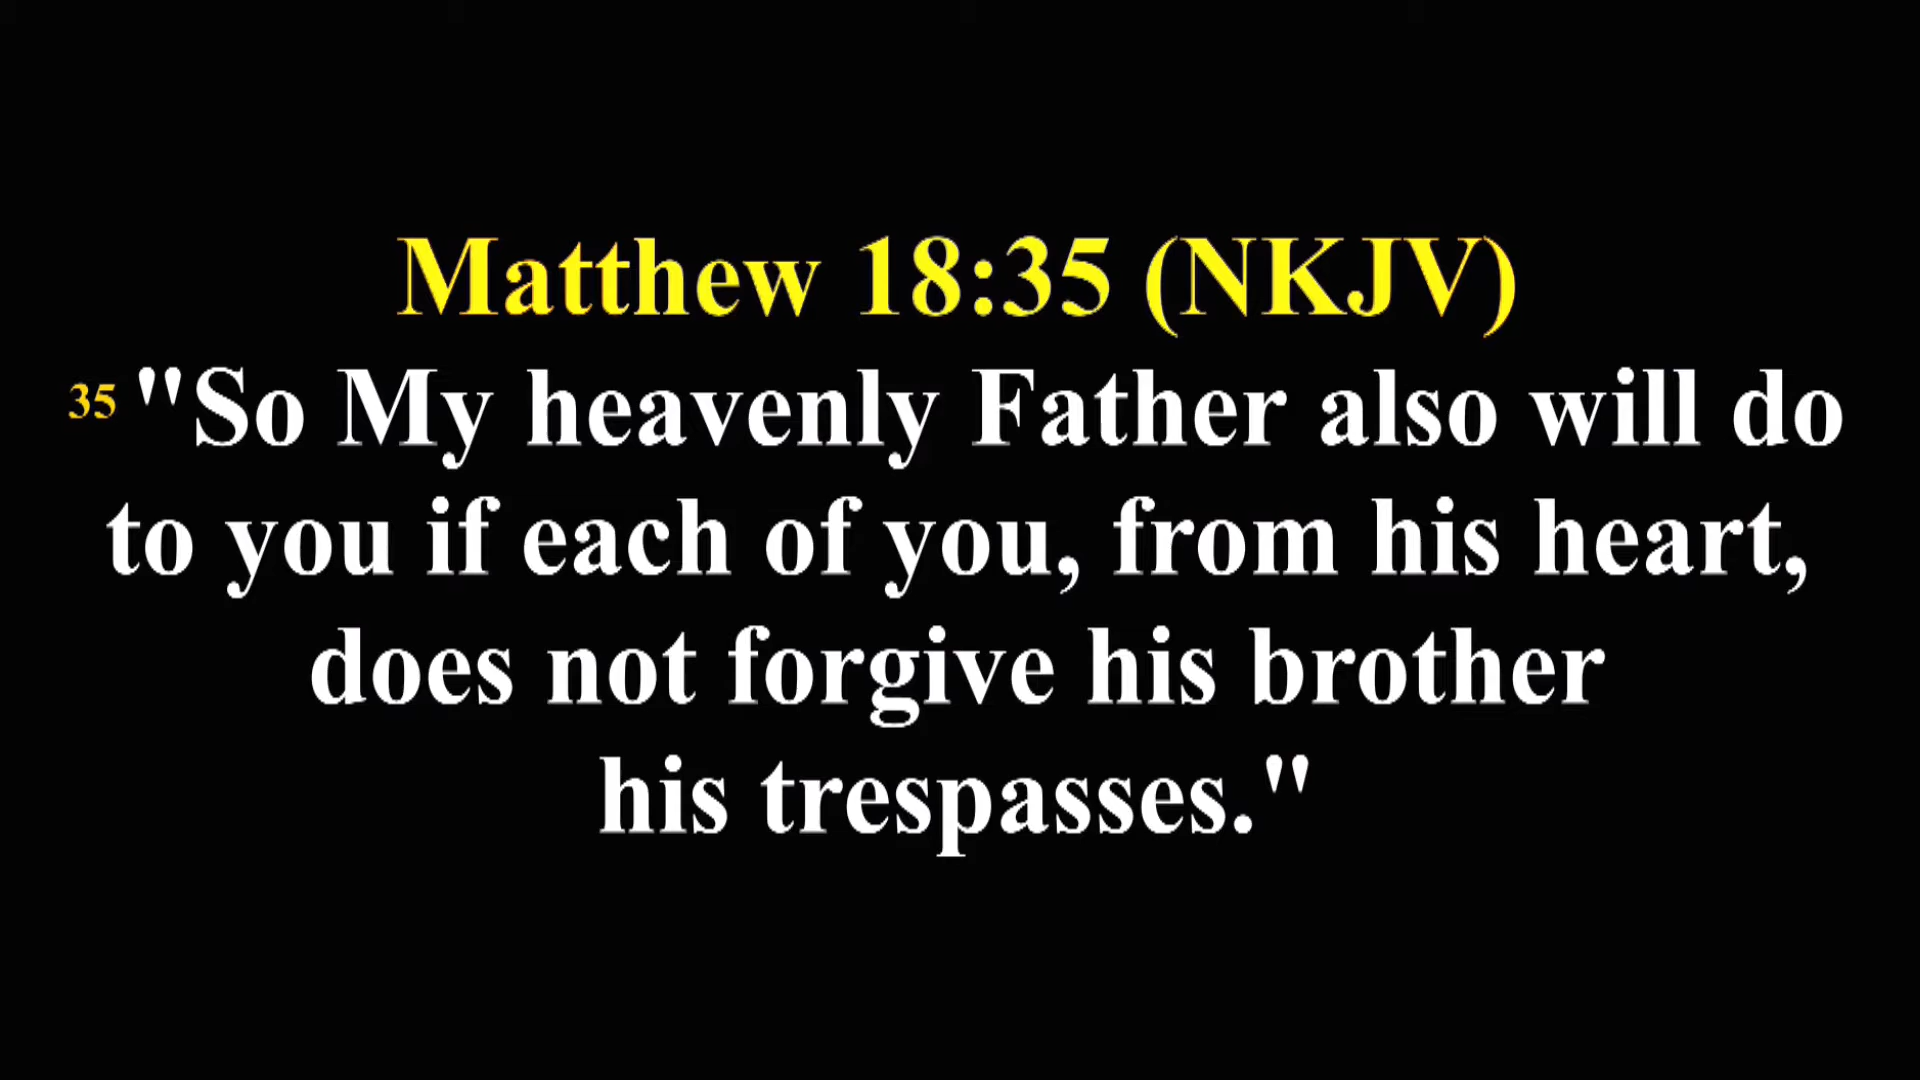 Matthew 18:35 (NKJV)
35 "So My heavenly Father also will do
to you if each of you, from his heart,
does not forgive his brother
his trespasses."